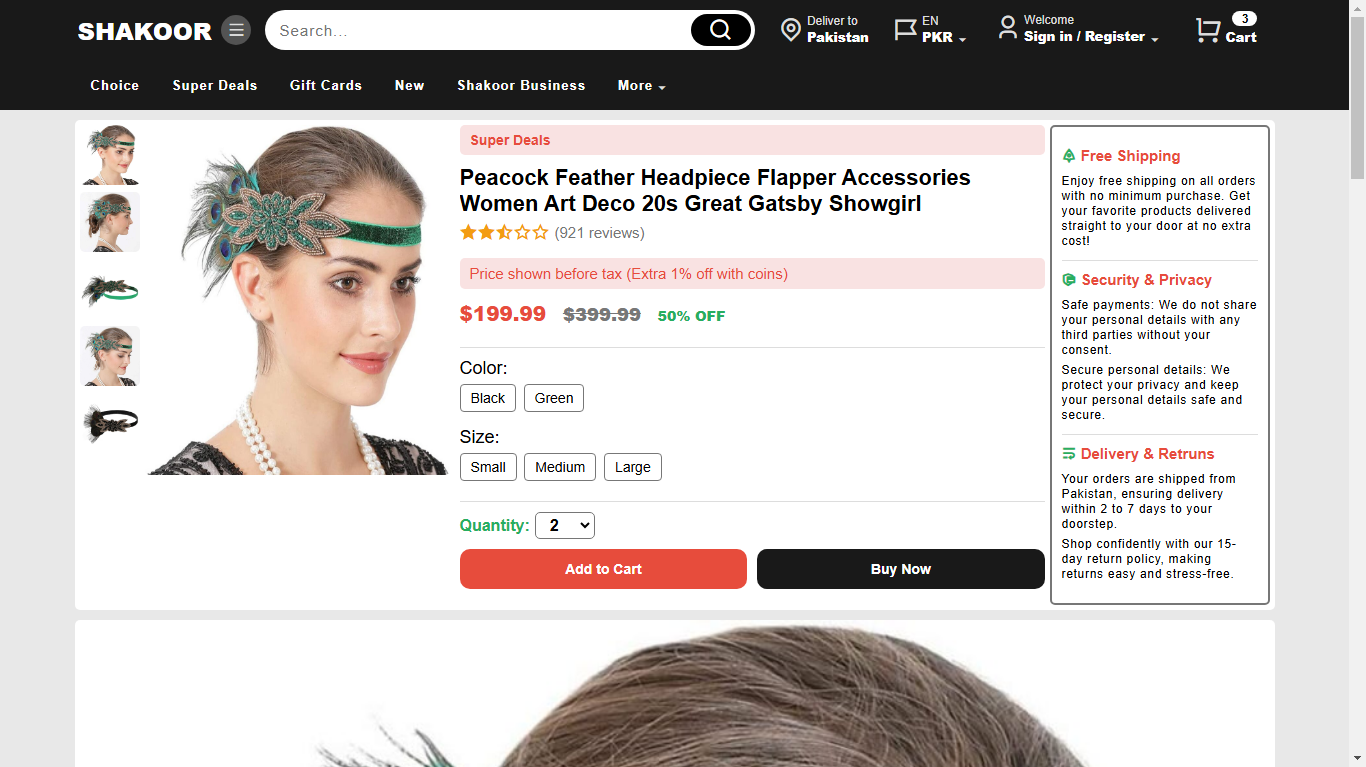 SHAKOOR
Search...
Deliver to
Pakistan
EN
PKR
Welcome
Sign in / Register
3
Cart
Choice
Super Deals
Gift Cards
New
Shakoor Business
More
Super Deals
Peacock Feather Headpiece Flapper Accessories
Women Art Deco 20s Great Gatsby Showgirl
(921 reviews)
Price shown before tax (Extra 1% off with coins)
$199.99 $399.99 50% OFF
Color:
Black
Green
Size:
Small
Medium
Large
Quantity: 2
Add to Cart
Buy Now
Free Shipping
Enjoy free shipping on all orders
with no minimum purchase. Get
your favorite products delivered
straight to your door at no extra
cost!
Security & Privacy
Safe payments: We do not share
your personal details with any
third parties without your
consent.
Secure personal details: We
protect your privacy and keep
your personal details safe and
secure.
Delivery & Retruns
Your orders are shipped from
Pakistan, ensuring delivery
within 2 to 7 days to your
doorstep.
Shop confidently with our 15-
day return policy, making
returns easy and stress-free.